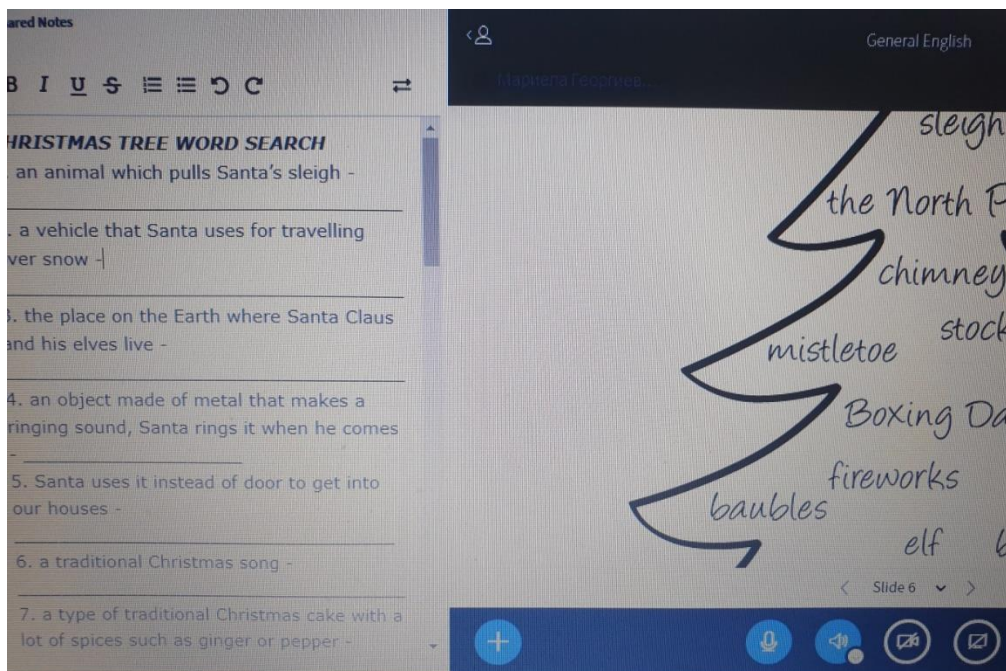 ared Notes
B I U S
HRISTMAS TREE WORD SEARCH
. an animal which pulls Santa's sleigh -
. a vehicle that Santa uses for travelling
ver snow -
3. the place on the Earth where Santa Claus
and his elves live -
4. an object made of metal that makes a
ringing sound, Santa rings it when he comes
-
5. Santa uses it instead of door to get into
our houses -
6. a traditional Christmas song -
7. a type of traditional Christmas cake with a
lot of spices such as ginger or pepper -
General English
Мариела Георгиев...
sleigh
the North P
chimney
stock
mistletoe
Boxing Da
fireworks
baubles
elf b
Slide 6